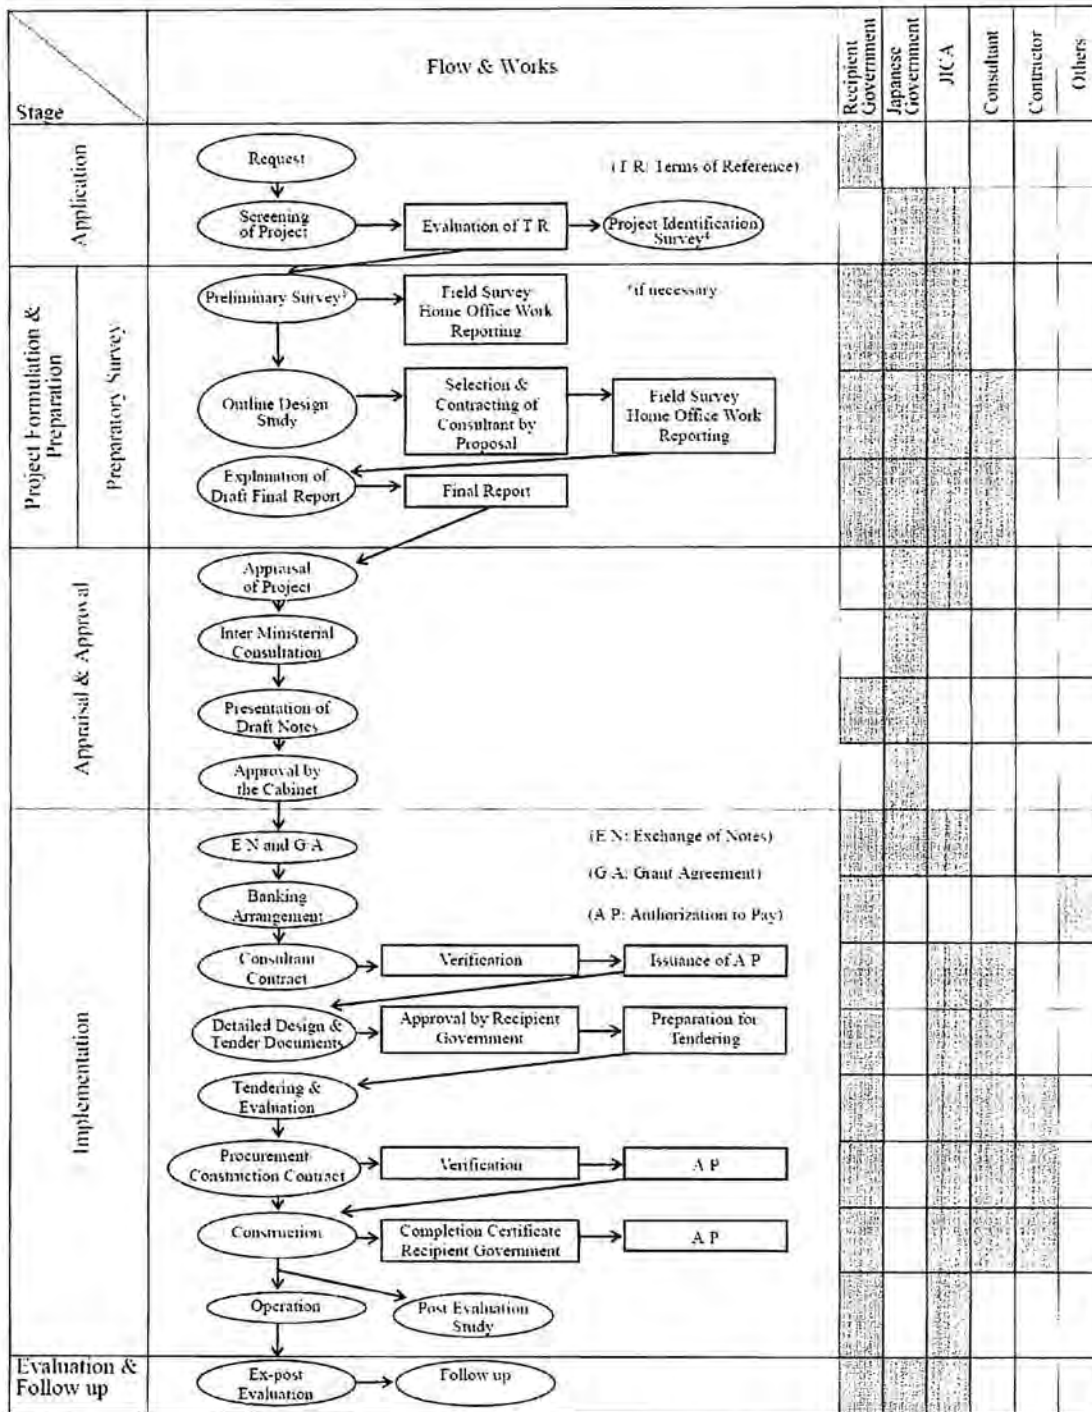 Stage
Flow & Works
Recipient
Government
Japanese
Government
JICA
Consultant
Contractor
Others
Application
Request
(T R: Terms of Reference)
Screening
of Project
Evaluation of T R
Project Identification
Survey*
Project Formulation &
Preparation
Preparatory Survey
Preliminary Survey*
Field Survey
Home Office Work
Reporting
*if necessary
Outline Design
Study
Selection &
Contracting of
Consultant by
Proposal
Field Survey
Home Office Work
Reporting
Explanation of
Draft Final Report
Final Report
Appraisal & Approval
Appraisal
of Project
Inter Ministerial
Consultation
Presentation of
Draft Notes
Approval by
the Cabinet
Implementation
E N and G A
(E N: Exchange of Notes)
(G A: Grant Agreement)
(A P: Authorization to Pay)
Banking
Arrangement
Consultant
Contract
Verification
Issuance of A P
Detailed Design &
Tender Documents
Approval by Recipient
Government
Preparation for
Tendering
Tendering &
Evaluation
Procurement
Construction Contract
Verification
A P
Construction
Completion Certificate
Recipient Government
A P
Operation
Post Evaluation
Study
Evaluation &
Follow up
Ex-post
Evaluation
Follow up